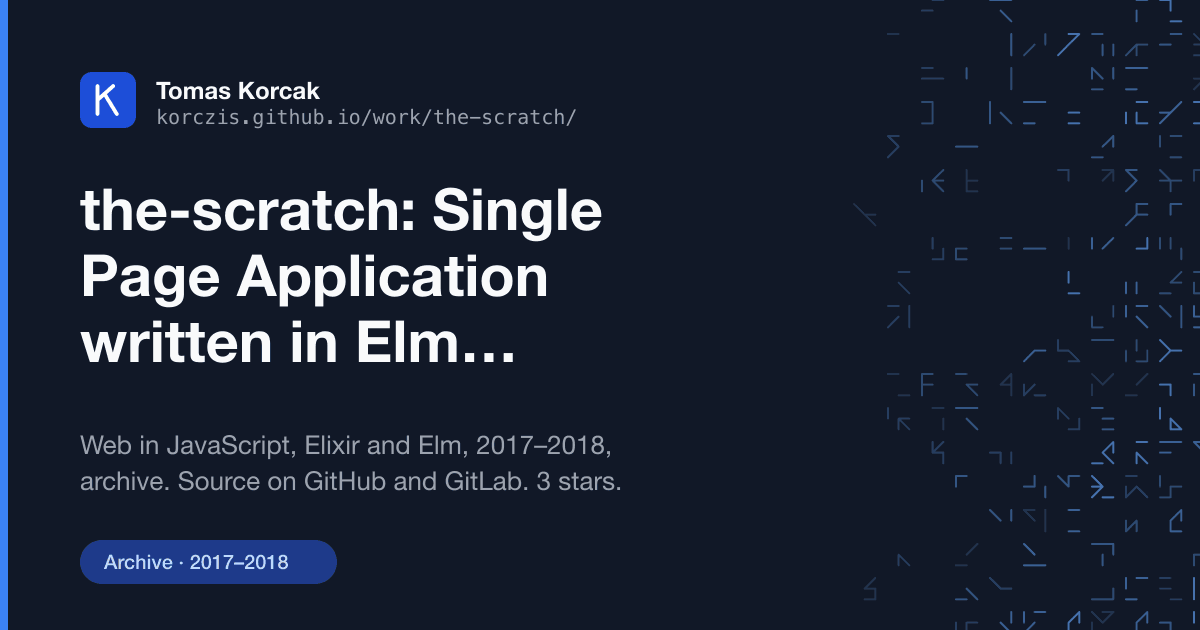 K
Tomas Korcak
korczis.github.io/work/the-scratch/
the-scratch: Single
Page Application
written in Elm…
Web in JavaScript, Elixir and Elm, 2017–2018,
archive. Source on GitHub and GitLab. 3 stars.
Archive · 2017–2018